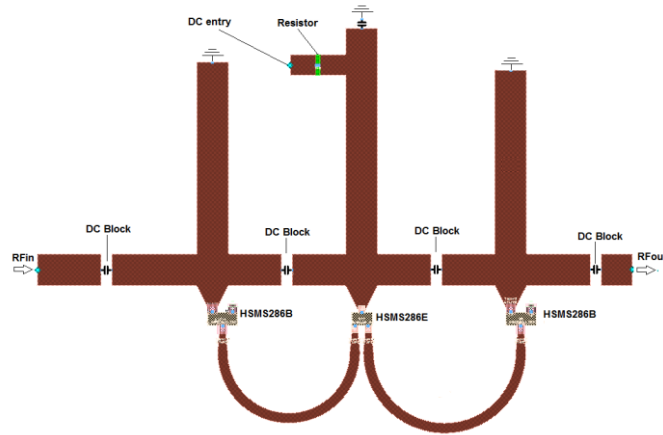 DC entry
Resistor
DC Block
DC Block
DC Block
DC Block
RFin
RFou
HSMS286B
HSMS286E
HSMS286B